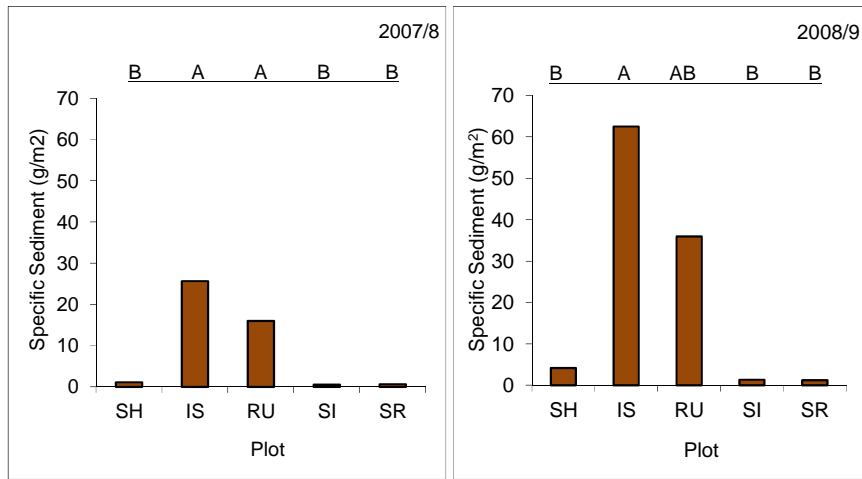 2007/8
B A A B B
70
60
50
40
30
20
10
0
Specific Sediment (g/m2)
SH IS RU SI SR
Plot
2008/9
B A AB B B
70
60
50
40
30
20
10
0
Specific Sediment (g/m²)
SH IS RU SI SR
Plot